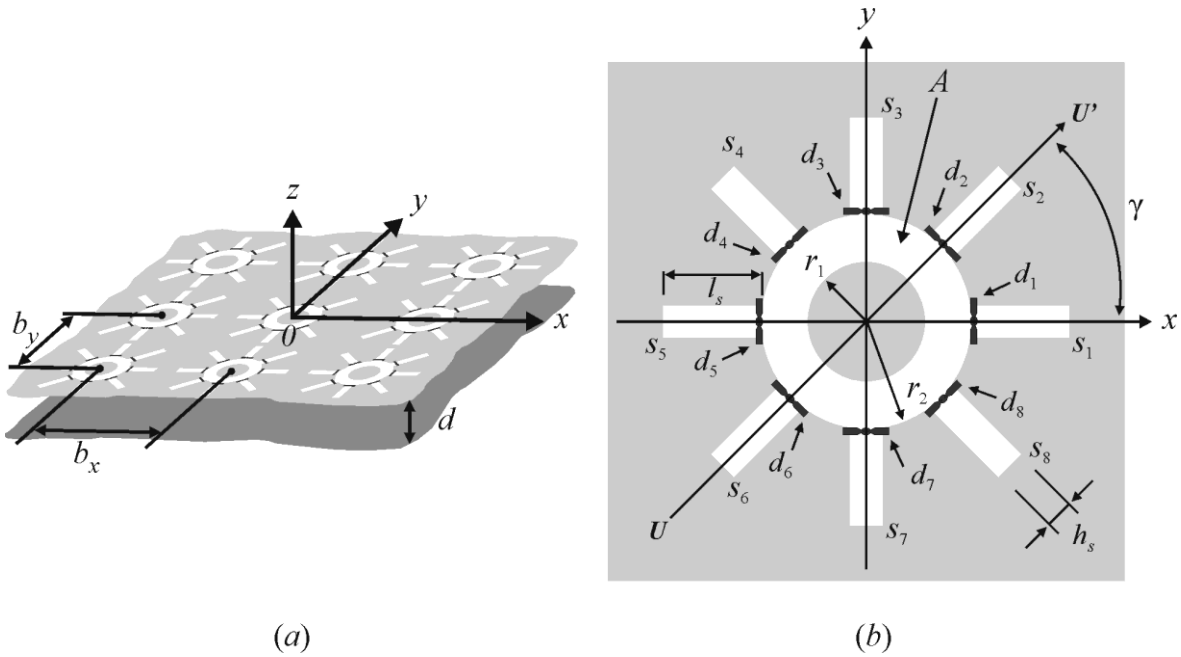 z
y
x
0
b_y
b_x
d
(a)
y
A
U'
s_3
s_4
s_2
d_3
d_2
γ
d_4
r_1
d_1
l_s
x
s_5
s_1
d_5
r_2
d_8
d_6
d_7
s_8
s_6
U
s_7
h_s
(b)